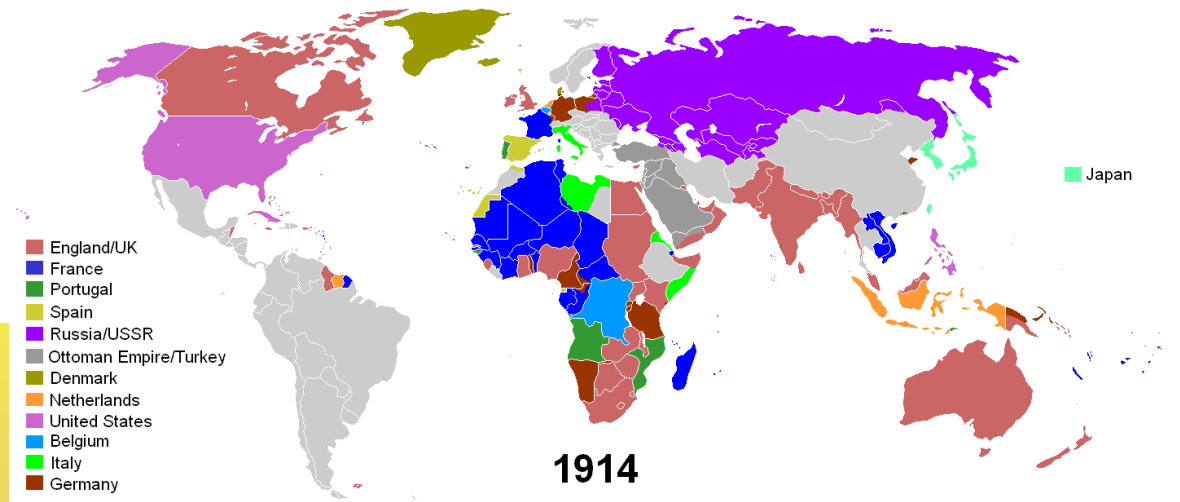 Japan
England/UK
France
Portugal
Spain
Russia/USSR
Ottoman Empire/Turkey
Denmark
Netherlands
United States
Belgium
Italy
Germany
1914